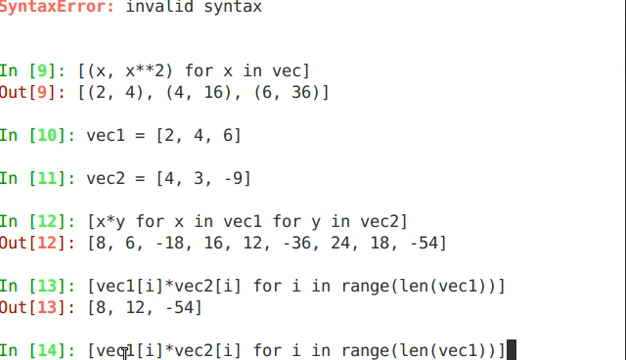 SyntaxError: invalid syntax
In [9]: [(x, x**2) for x in vec]
Out[9]: [(2, 4), (4, 16), (6, 36)]
In [10]: vec1 = [2, 4, 6]
In [11]: vec2 = [4, 3, -9]
In [12]: [x*y for x in vec1 for y in vec2]
Out[12]: [8, 6, -18, 16, 12, -36, 24, 18, -54]
In [13]: [vec1[i]*vec2[i] for i in range(len(vec1))]
Out[13]: [8, 12, -54]
In [14]: [vec1[i]*vec2[i] for i in range(len(vec1))]